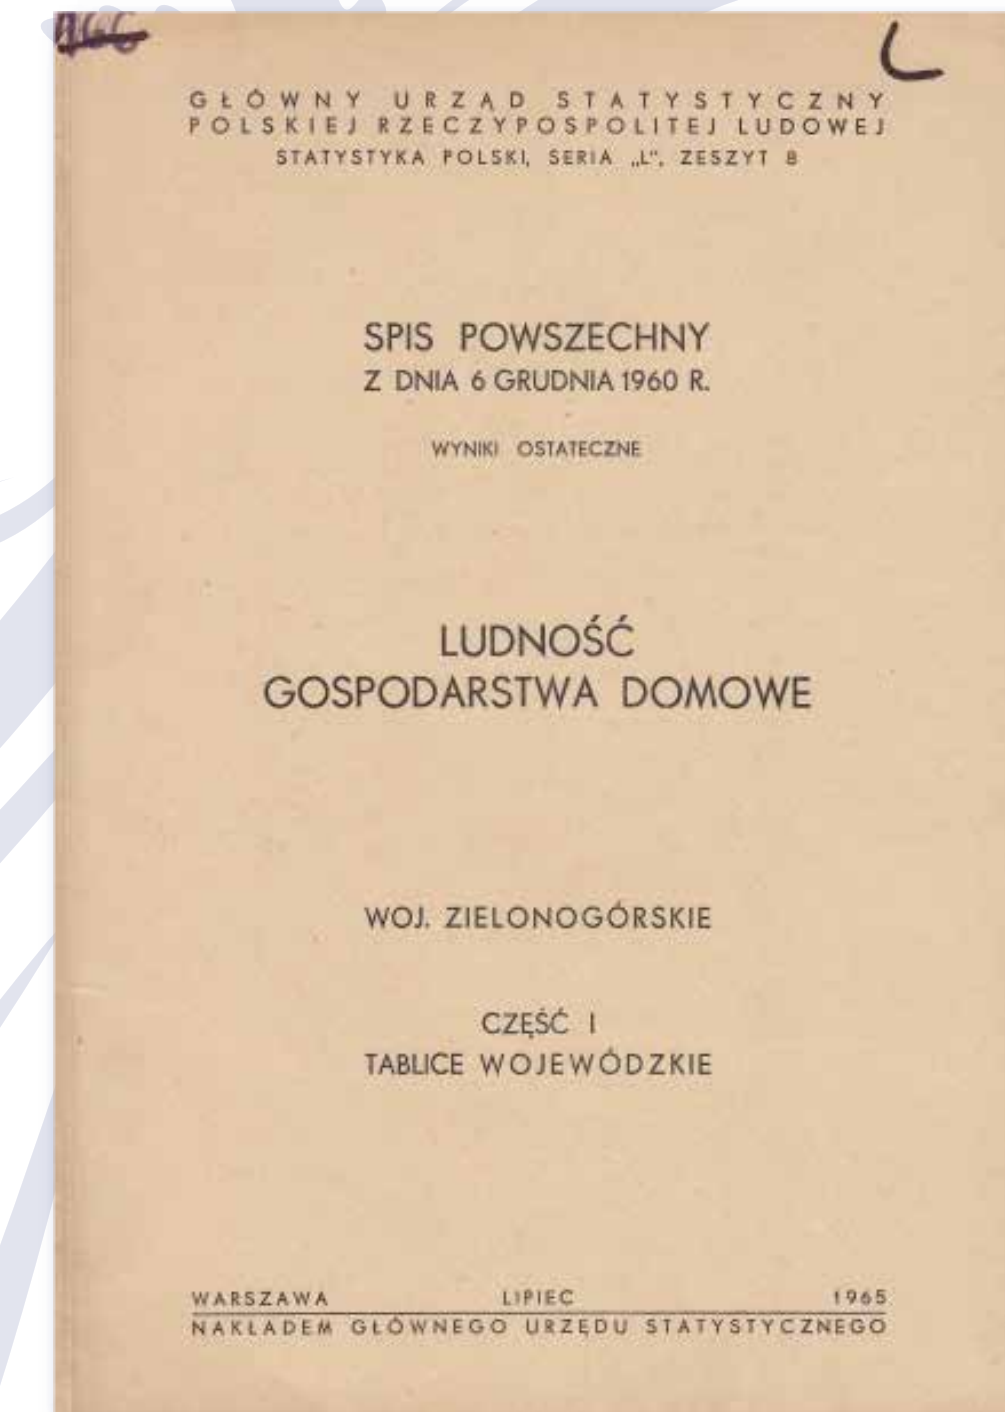 L
GŁÓWNY URZĄD STATYSTYCZNY
POLSKIEJ RZECZYPOSPOLITEJ LUDOWEJ
STATYSTYKA POLSKI, SERIA „L”, ZESZYT 8
SPIS POWSZECHNY
Z DNIA 6 GRUDNIA 1960 R.
WYNIKI OSTATECZNE
LUDNOŚĆ
GOSPODARSTWA DOMOWE
WOJ. ZIELONOGÓRSKIE
CZĘŚĆ I
TABLICE WOJEWÓDZKIE
WARSZAWA LIPIEC 1965
NAKŁADEM GŁÓWNEGO URZĘDU STATYSTYCZNEGO